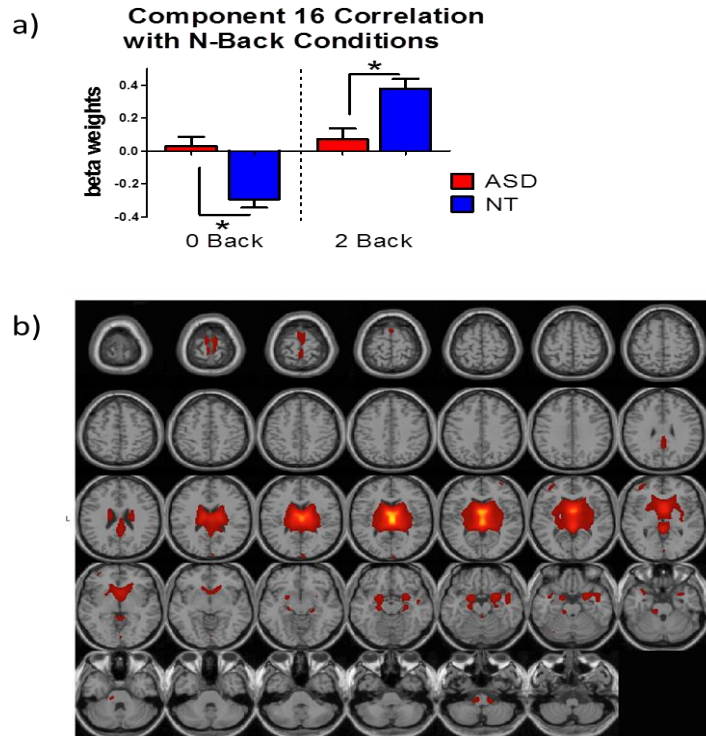 a)
Component 16 Correlation
with N-Back Conditions
beta weights
0.4
0.2
0.0
-0.2
-0.4
*
*
0 Back
2 Back
ASD
NT
b)
L